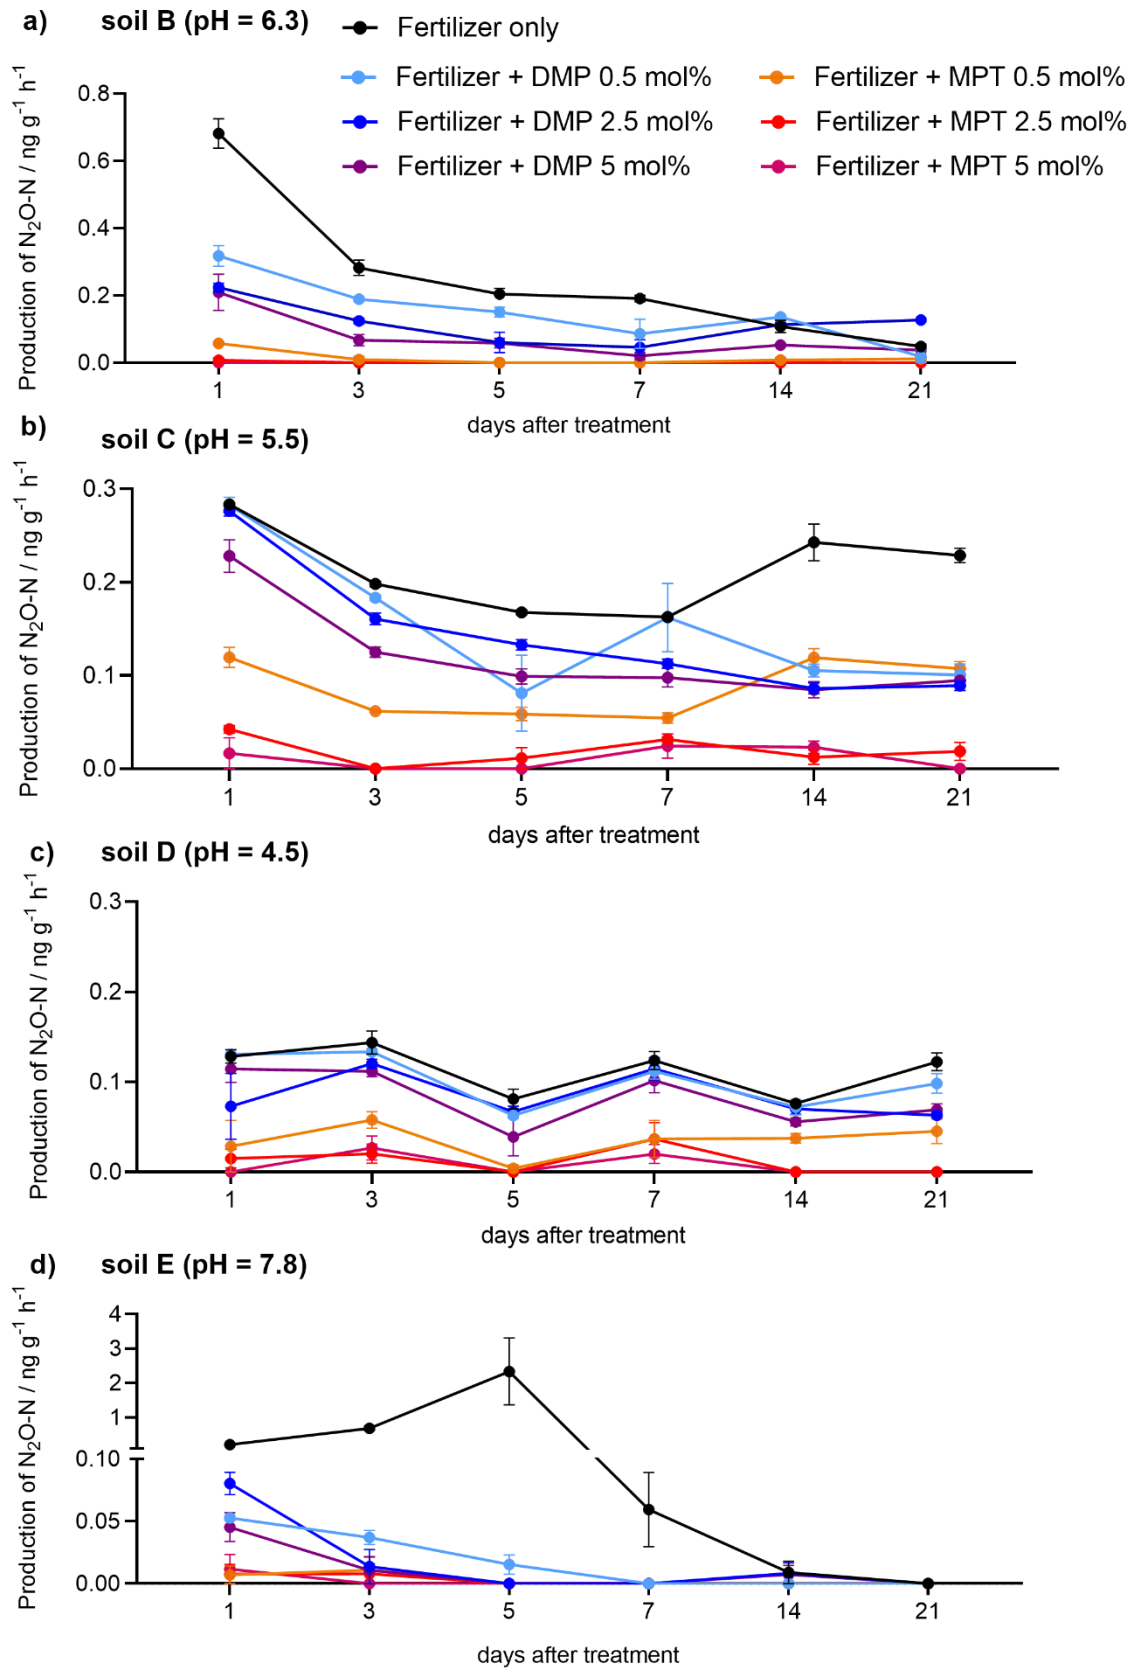 a) soil B (pH = 6.3)
Fertilizer only
Fertilizer + DMP 0.5 mol%
Fertilizer + MPT 0.5 mol%
Fertilizer + DMP 2.5 mol%
Fertilizer + MPT 2.5 mol%
Fertilizer + DMP 5 mol%
Fertilizer + MPT 5 mol%
Production of N₂O-N / ng g⁻¹ h⁻¹
0.8
0.6
0.4
0.2
0.0
1 3 5 7 14 21
days after treatment
b) soil C (pH = 5.5)
Production of N₂O-N / ng g⁻¹ h⁻¹
0.3
0.2
0.1
0.0
1 3 5 7 14 21
days after treatment
c) soil D (pH = 4.5)
Production of N₂O-N / ng g⁻¹ h⁻¹
0.3
0.2
0.1
0.0
1 3 5 7 14 21
days after treatment
d) soil E (pH = 7.8)
Production of N₂O-N / ng g⁻¹ h⁻¹
4
3
2
1
0.10
0.05
0.00
1 3 5 7 14 21
days after treatment